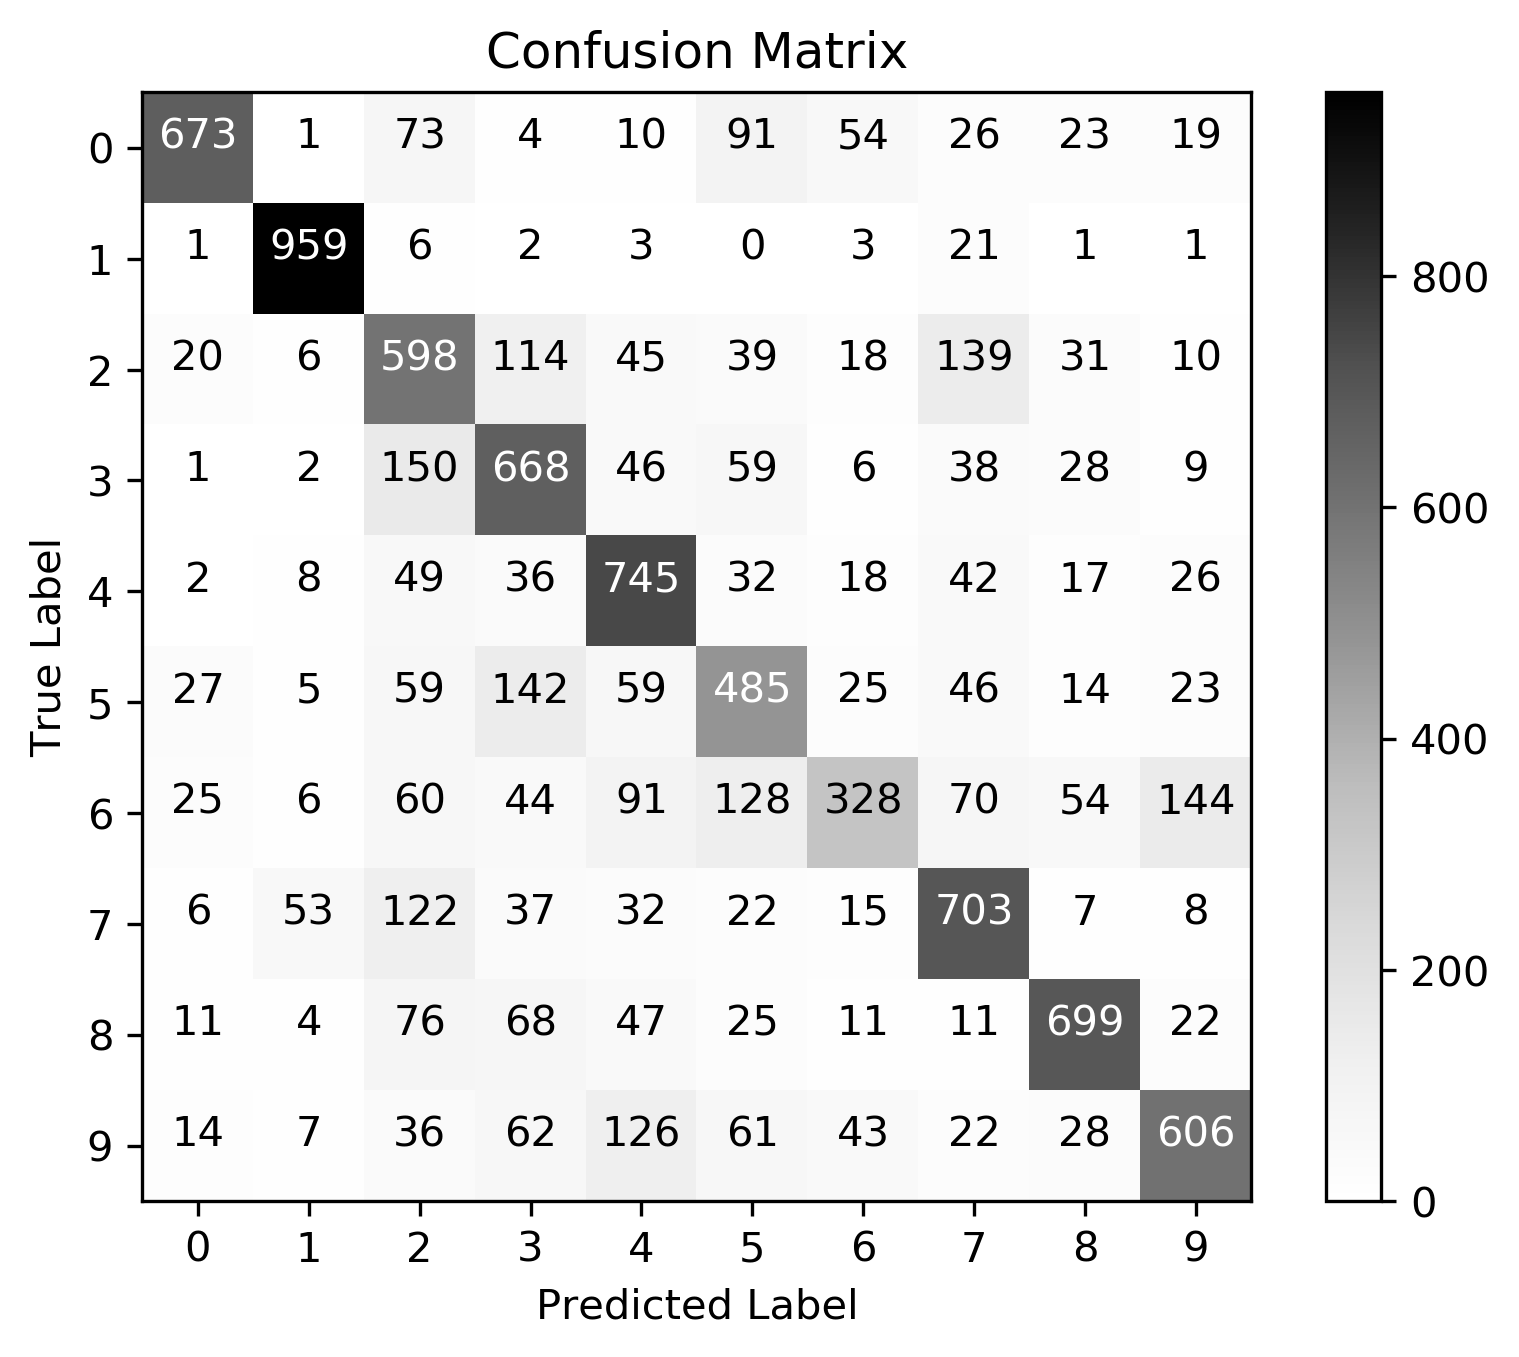 Confusion Matrix
0 673 1 73 4 10 91 54 26 23 19
1 1 959 6 2 3 0 3 21 1 1
2 20 6 598 114 45 39 18 139 31 10
3 1 2 150 668 46 59 6 38 28 9
4 2 8 49 36 745 32 18 42 17 26
5 27 5 59 142 59 485 25 46 14 23
6 25 6 60 44 91 128 328 70 54 144
7 6 53 122 37 32 22 15 703 7 8
8 11 4 76 68 47 25 11 11 699 22
9 14 7 36 62 126 61 43 22 28 606
0 1 2 3 4 5 6 7 8 9
Predicted Label
True Label
800
600
400
200
0